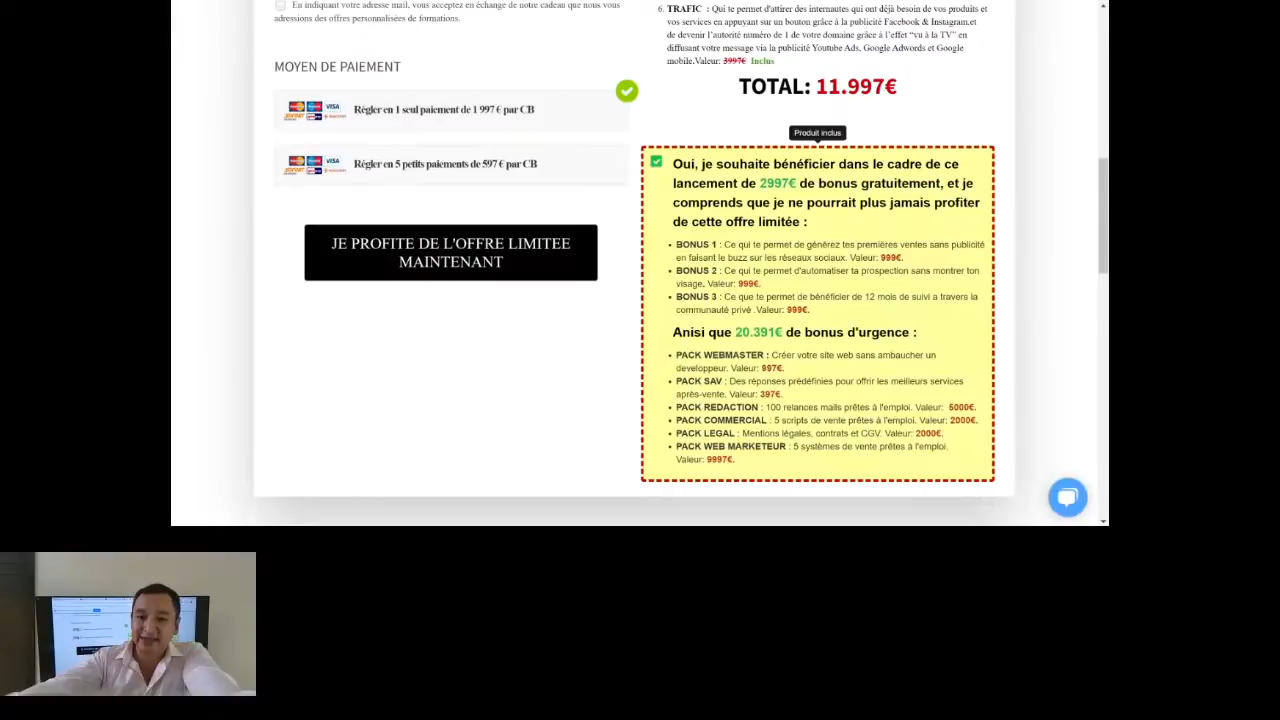 En indiquant votre adresse mail, vous acceptez en échange de notre cadeau que nous vous
adressions des offres personnalisées de formations.
MOYEN DE PAIEMENT
VISA
Régler en 1 seul paiement de 1 997 € par CB
VISA
Régler en 5 petits paiements de 597 € par CB
JE PROFITE DE L'OFFRE LIMITEE
MAINTENANT
6. TRAFIC : Qui te permet d'attirer des internautes qui ont déjà besoin de vos produits et
vos services en appuyant sur un bouton grâce à la publicité Facebook & Instagram.et
de devenir l'autorité numéro de 1 de votre domaine grâce à l'effet “vu à la TV” en
diffusant votre message via la publicité Youtube Ads, Google Adwords et Google
mobile.Valeur: 3997€ Inclus
TOTAL: 11.997€
Produit inclus
Oui, je souhaite bénéficier dans le cadre de ce
lancement de 2997€ de bonus gratuitement, et je
comprends que je ne pourrait plus jamais profiter
de cette offre limitée :
• BONUS 1 : Ce qui te permet de générez tes premières ventes sans publicité
en faisant le buzz sur les réseaux sociaux. Valeur: 999€.
• BONUS 2 : Ce qui te permet d'automatiser ta prospection sans montrer ton
visage. Valeur: 999€.
• BONUS 3 : Ce que te permet de bénéficier de 12 mois de suivi a travers la
communauté privé .Valeur: 999€.
Anisi que 20.391€ de bonus d'urgence :
• PACK WEBMASTER : Créer votre site web sans ambaucher un
developpeur. Valeur: 997€.
• PACK SAV : Des réponses prédéfinies pour offrir les meilleurs services
après-vente. Valeur: 397€.
• PACK REDACTION : 100 relances mails prêtes à l'emploi. Valeur: 5000€.
• PACK COMMERCIAL : 5 scripts de vente prêtes à l'emploi. Valeur: 2000€.
• PACK LEGAL : Mentions légales, contrats et CGV. Valeur: 2000€.
• PACK WEB MARKETEUR : 5 systèmes de vente prêtes à l'emploi.
Valeur: 9997€.